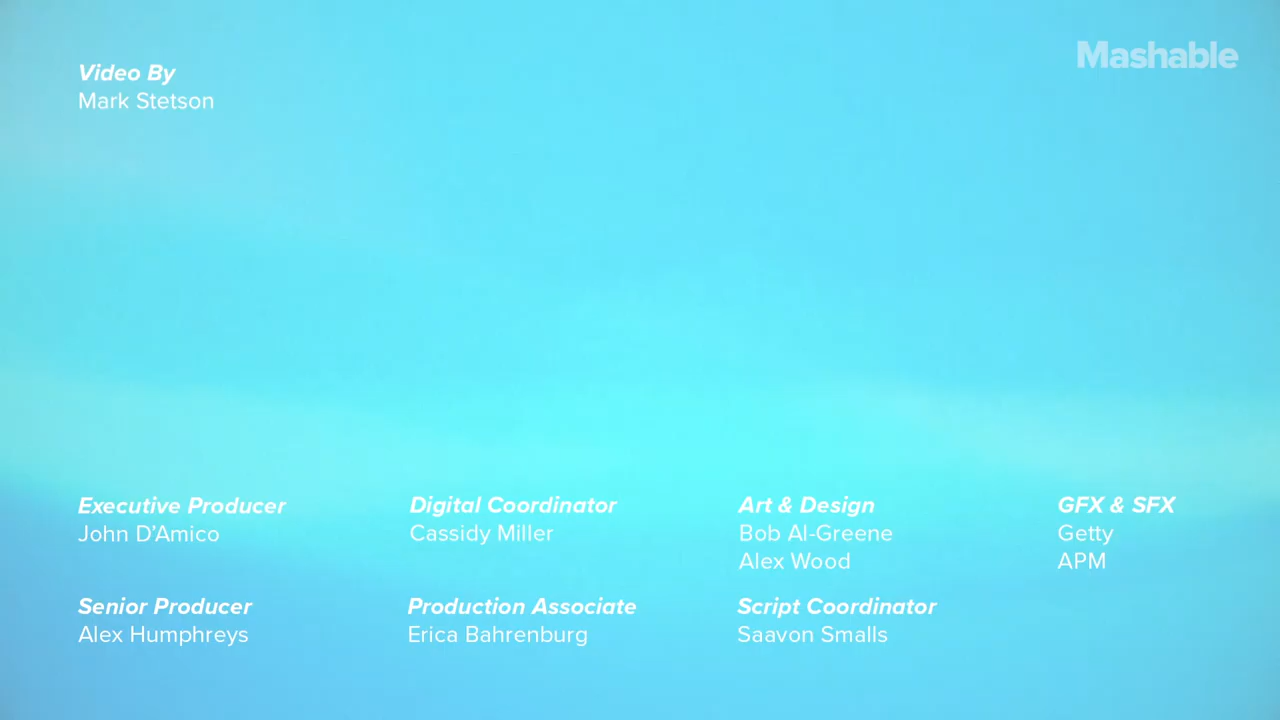 Mashable
Video By
Mark Stetson
Executive Producer
John D'Amico
Digital Coordinator
Cassidy Miller
Art & Design
Bob Al-Greene
Alex Wood
GFX & SFX
Getty
APM
Senior Producer
Alex Humphreys
Production Associate
Erica Bahrenburg
Script Coordinator
Saavon Smalls